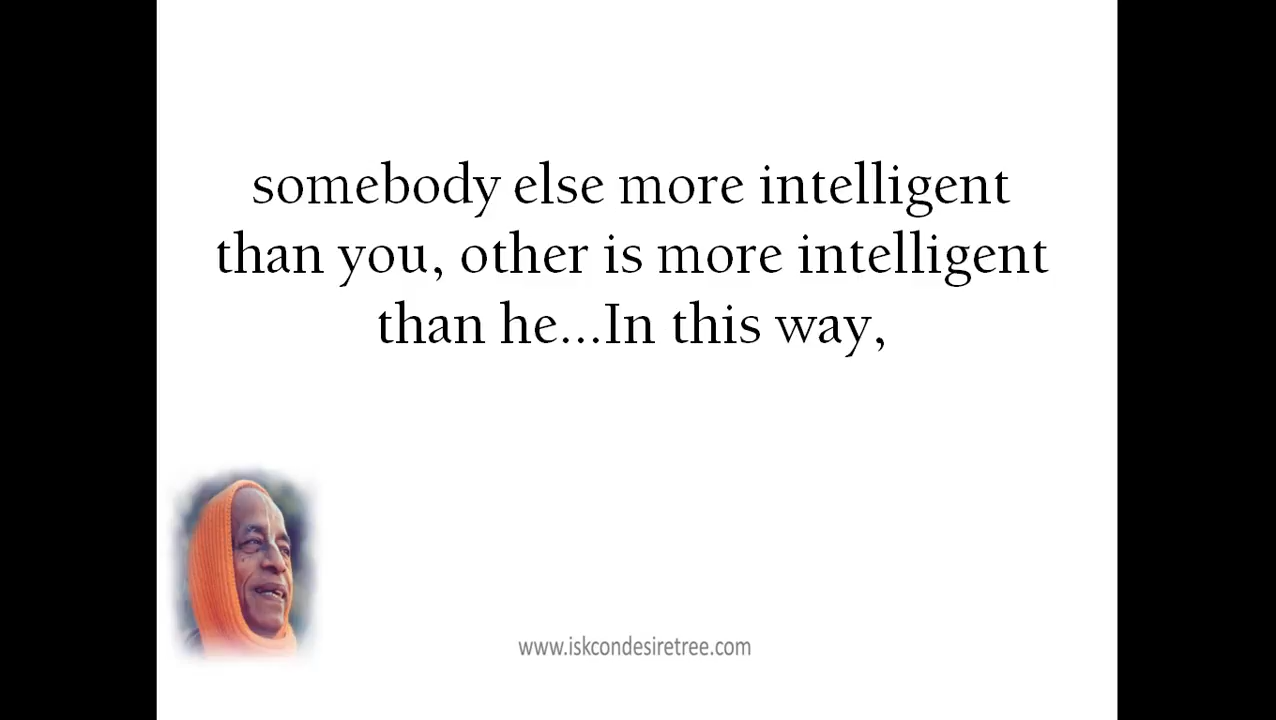 somebody else more intelligent
than you, other is more intelligent
than he...In this way,
www.iskcondesiretree.com